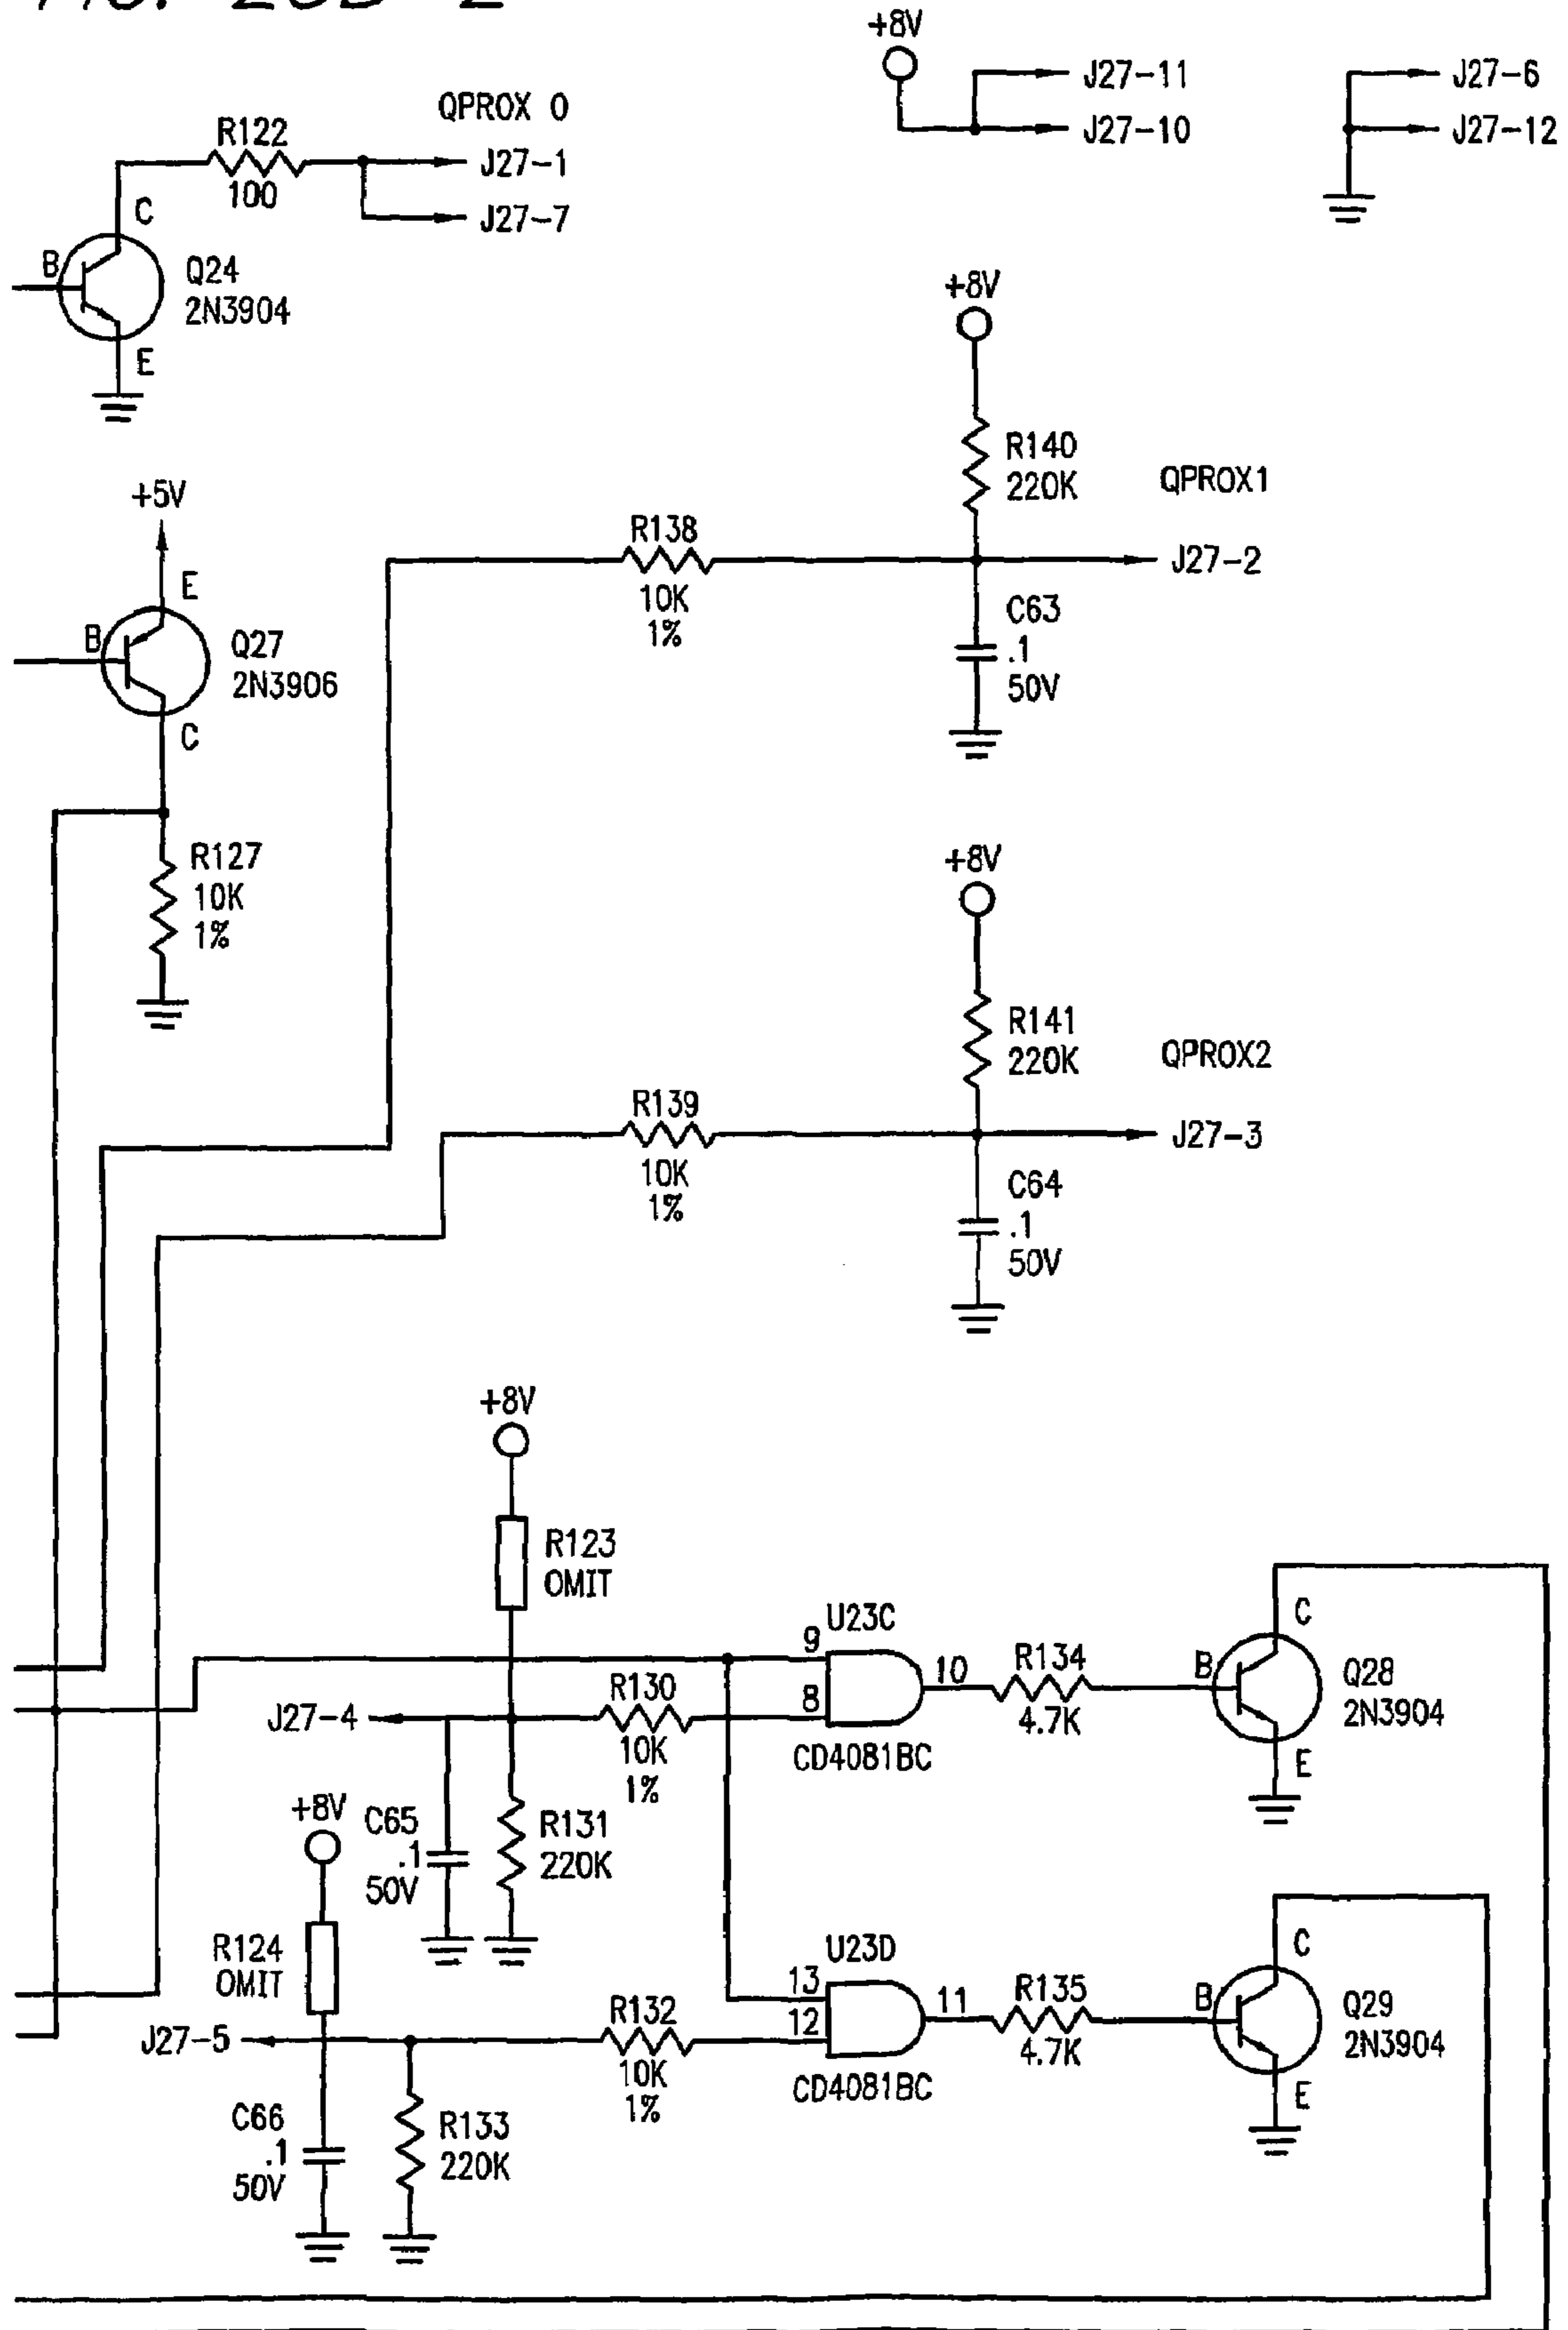 +8V
J27-11
J27-6
QPROX 0
J27-10
J27-12
R122
J27-1
100
J27-7
C
B
Q24
2N3904
E
+8V
R140
220K
QPROX1
+5V
R138
J27-2
E
10K
1%
C63
.1
50V
B
Q27
2N3906
C
R127
10K
1%
+8V
R141
220K
QPROX2
R139
J27-3
10K
1%
C64
.1
50V
+8V
R123
OMIT
U23C
C
9
10
R134
B
Q28
2N3904
R130
8
4.7K
J27-4
10K
1%
CD4081BC
E
+8V
C65
.1
50V
R131
220K
R124
OMIT
U23D
C
13
11
R135
B
Q29
2N3904
R132
12
4.7K
J27-5
10K
1%
CD4081BC
E
C66
.1
50V
R133
220K